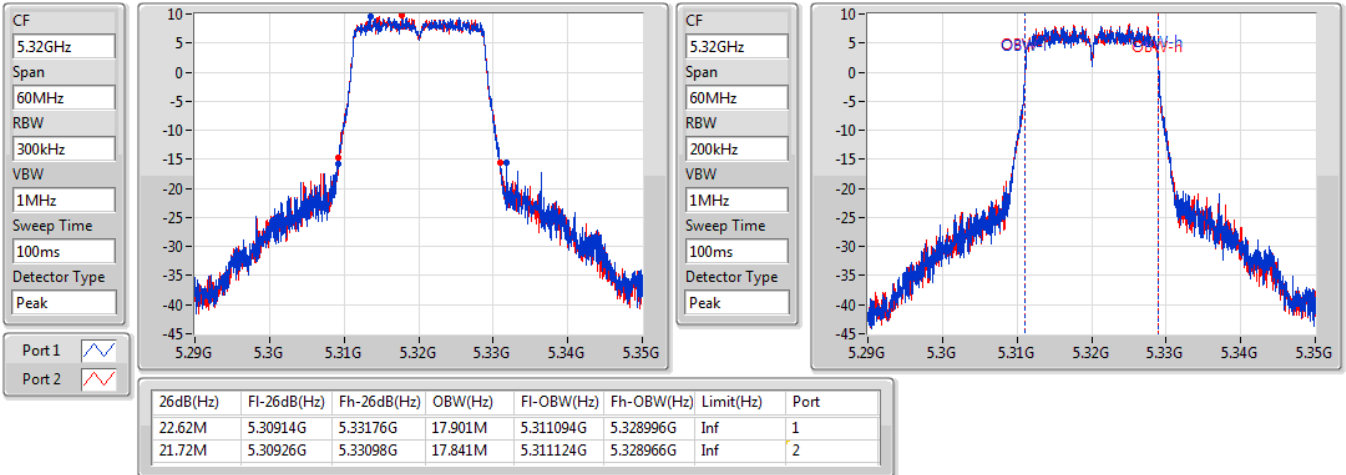 CF
5.32GHz
Span
60MHz
RBW
300kHz
VBW
1MHz
Sweep Time
100ms
Detector Type
Peak
Port 1
Port 2
10
5
0
-5
-10
-15
-20
-25
-30
-35
-40
-45
5.29G 5.3G 5.31G 5.32G 5.33G 5.34G 5.35G
CF
5.32GHz
Span
60MHz
RBW
200kHz
VBW
1MHz
Sweep Time
100ms
Detector Type
Peak
10
5
0
-5
-10
-15
-20
-25
-30
-35
-40
-45
OBW-h
5.29G 5.3G 5.31G 5.32G 5.33G 5.34G 5.35G
26dB(Hz) Fl-26dB(Hz) Fh-26dB(Hz) OBW(Hz) Fl-OBW(Hz) Fh-OBW(Hz) Limit(Hz) Port
22.62M 5.30914G 5.33176G 17.901M 5.311094G 5.328996G Inf 1
21.72M 5.30926G 5.33098G 17.841M 5.311124G 5.328966G Inf 2